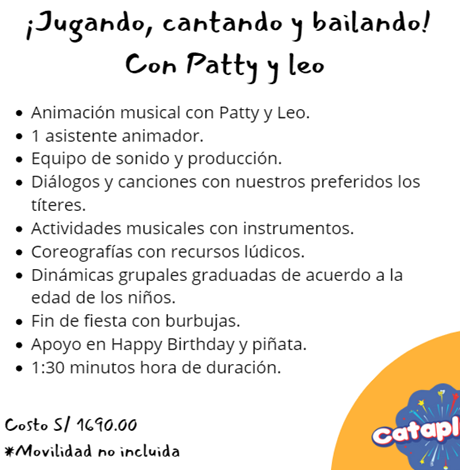 ¡Jugando, cantando y bailando!
Con Patty y leo
• Animación musical con Patty y Leo.
• 1 asistente animador.
• Equipo de sonido y producción.
• Diálogos y canciones con nuestros preferidos los
títeres.
• Actividades musicales con instrumentos.
• Coreografías con recursos lúdicos.
• Dinámicas grupales graduadas de acuerdo a la
edad de los niños.
• Fin de fiesta con burbujas.
• Apoyo en Happy Birthday y piñata.
• 1:30 minutos hora de duración.
Costo S/ 1690.00
*Movilidad no incluida